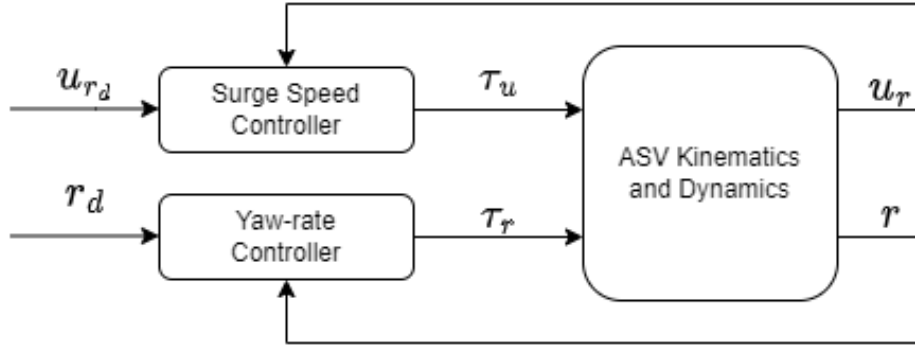 u_{r_d}
Surge Speed
Controller
τ_u
ASV Kinematics
and Dynamics
u_r
r_d
Yaw-rate
Controller
τ_r
r